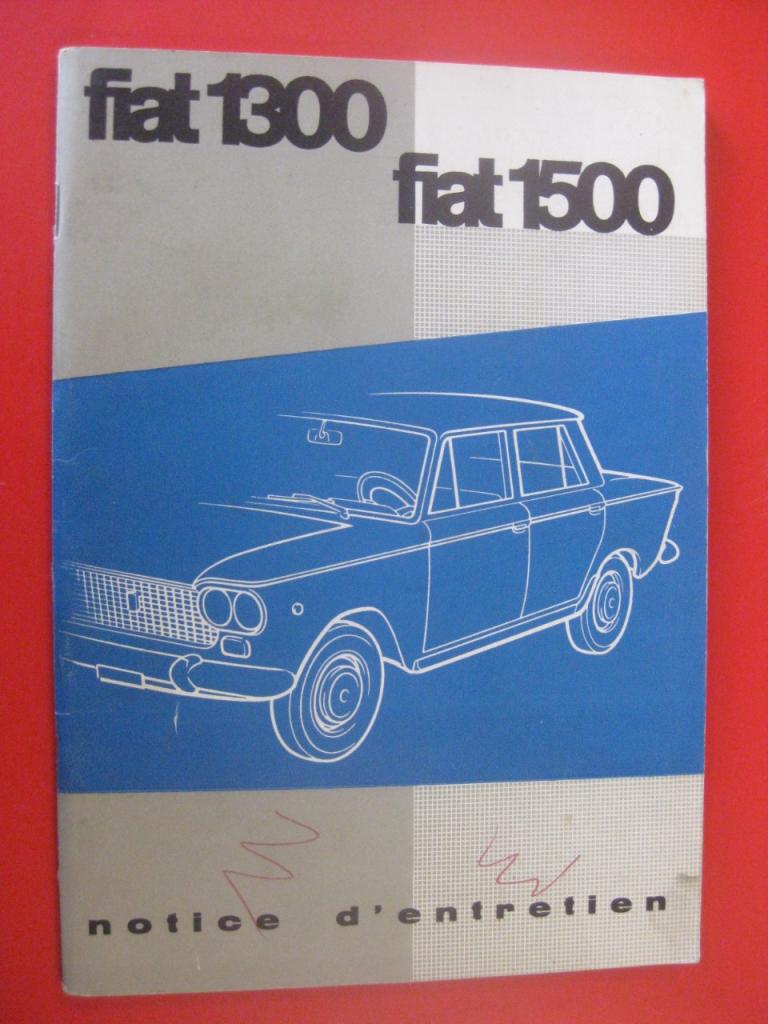 fiat 1300
fiat 1500
notice d'entretien